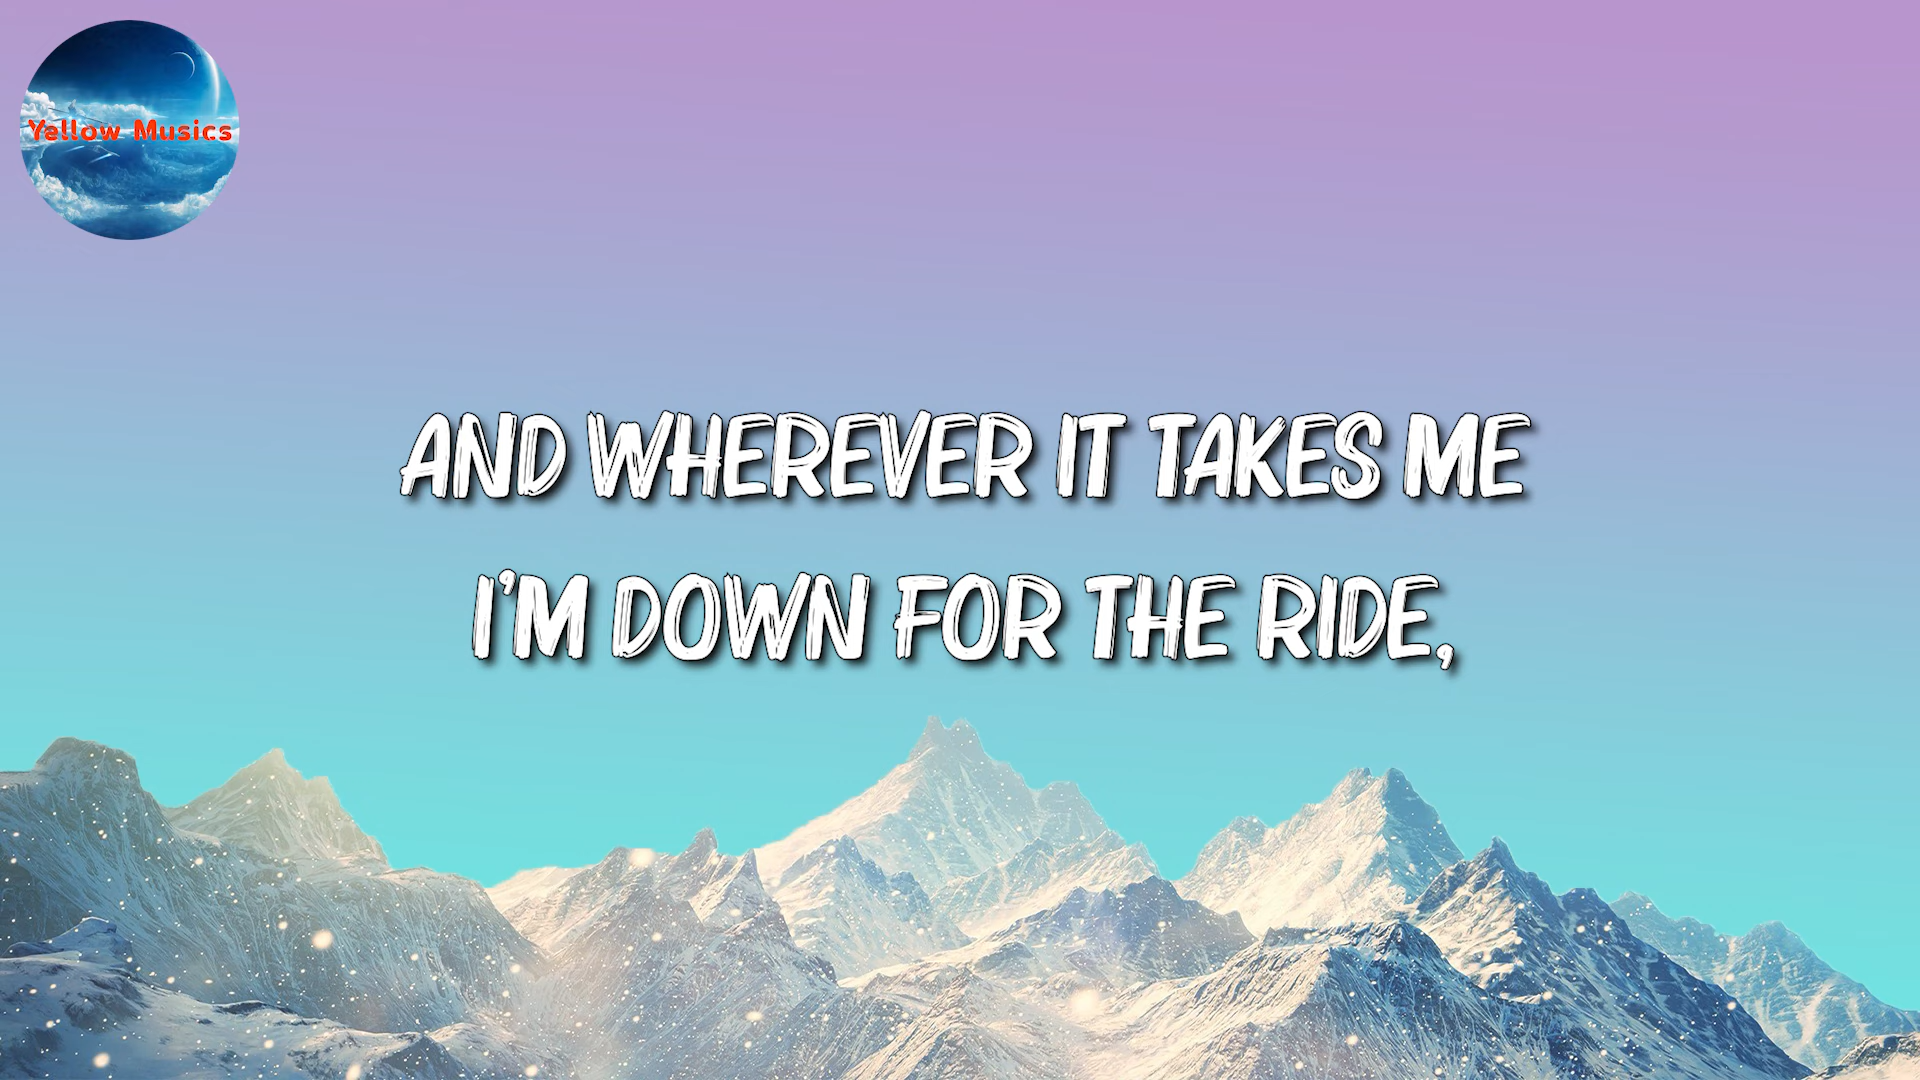 Yellow Musics
AND WHEREVER IT TAKES ME
I'M DOWN FOR THE RIDE,